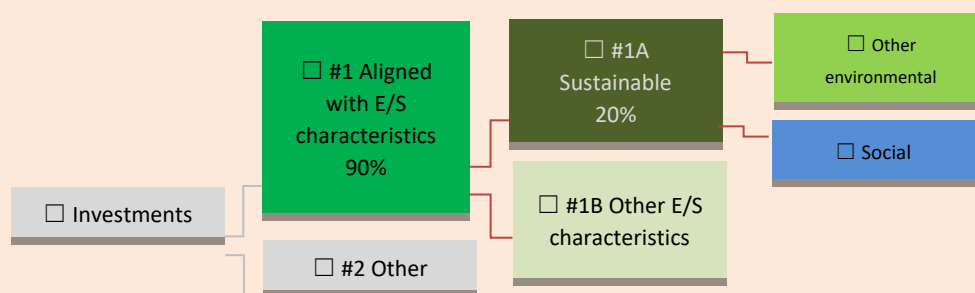 ☐ Investments
☐ #1 Aligned
with E/S
characteristics
90%
☐ #2 Other
☐ #1A
Sustainable
20%
☐ #1B Other E/S
characteristics
☐ Other
environmental
☐ Social